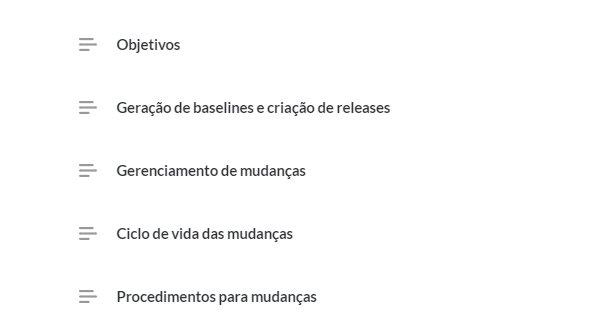 Objetivos
Geração de baselines e criação de releases
Gerenciamento de mudanças
Ciclo de vida das mudanças
Procedimentos para mudanças